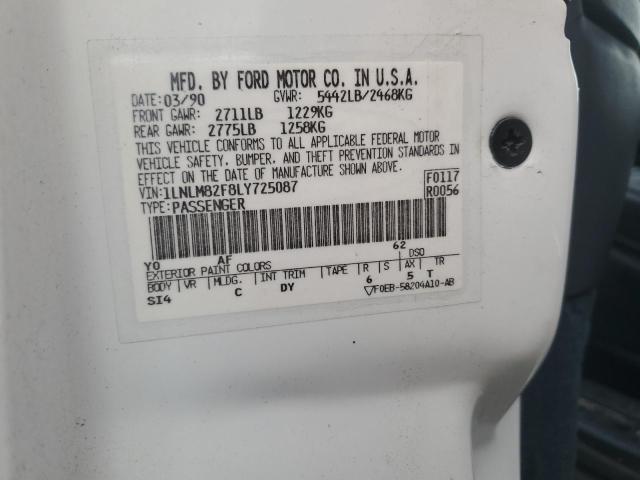 MFD. BY FORD MOTOR CO. IN U.S.A.
DATE: 03/90 GVWR: 5442LB/2468KG
FRONT GAWR: 2711LB 1229KG
REAR GAWR: 2775LB 1258KG
THIS VEHICLE CONFORMS TO ALL APPLICABLE FEDERAL MOTOR
VEHICLE SAFETY, BUMPER, AND THEFT PREVENTION STANDARDS IN
EFFECT ON THE DATE OF MANUFACTURE SHOWN ABOVE.
VIN: 1LNLM82F8LY725087 F0117
TYPE: PASSENGER R0056
YO AF 62
EXTERIOR PAINT COLORS DSO
BODY VR MLDG. INT TRIM TAPE R S AX TR
SI4 C DY 6 5 T
F0EB-58204A10-AB